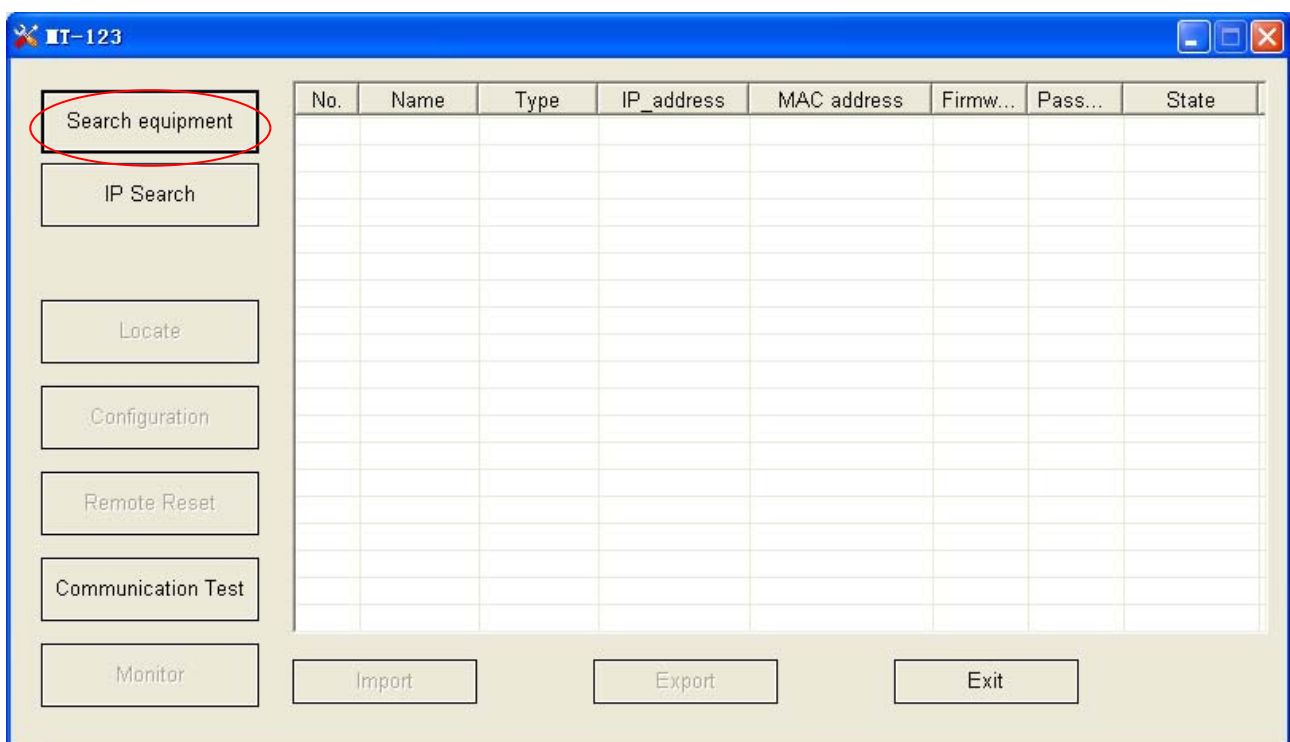 MT-123
Search equipment
No. Name Type IP_address MAC address Firmw... Pass... State
IP Search
Locate
Configuration
Remote Reset
Communication Test
Monitor
Import Export Exit